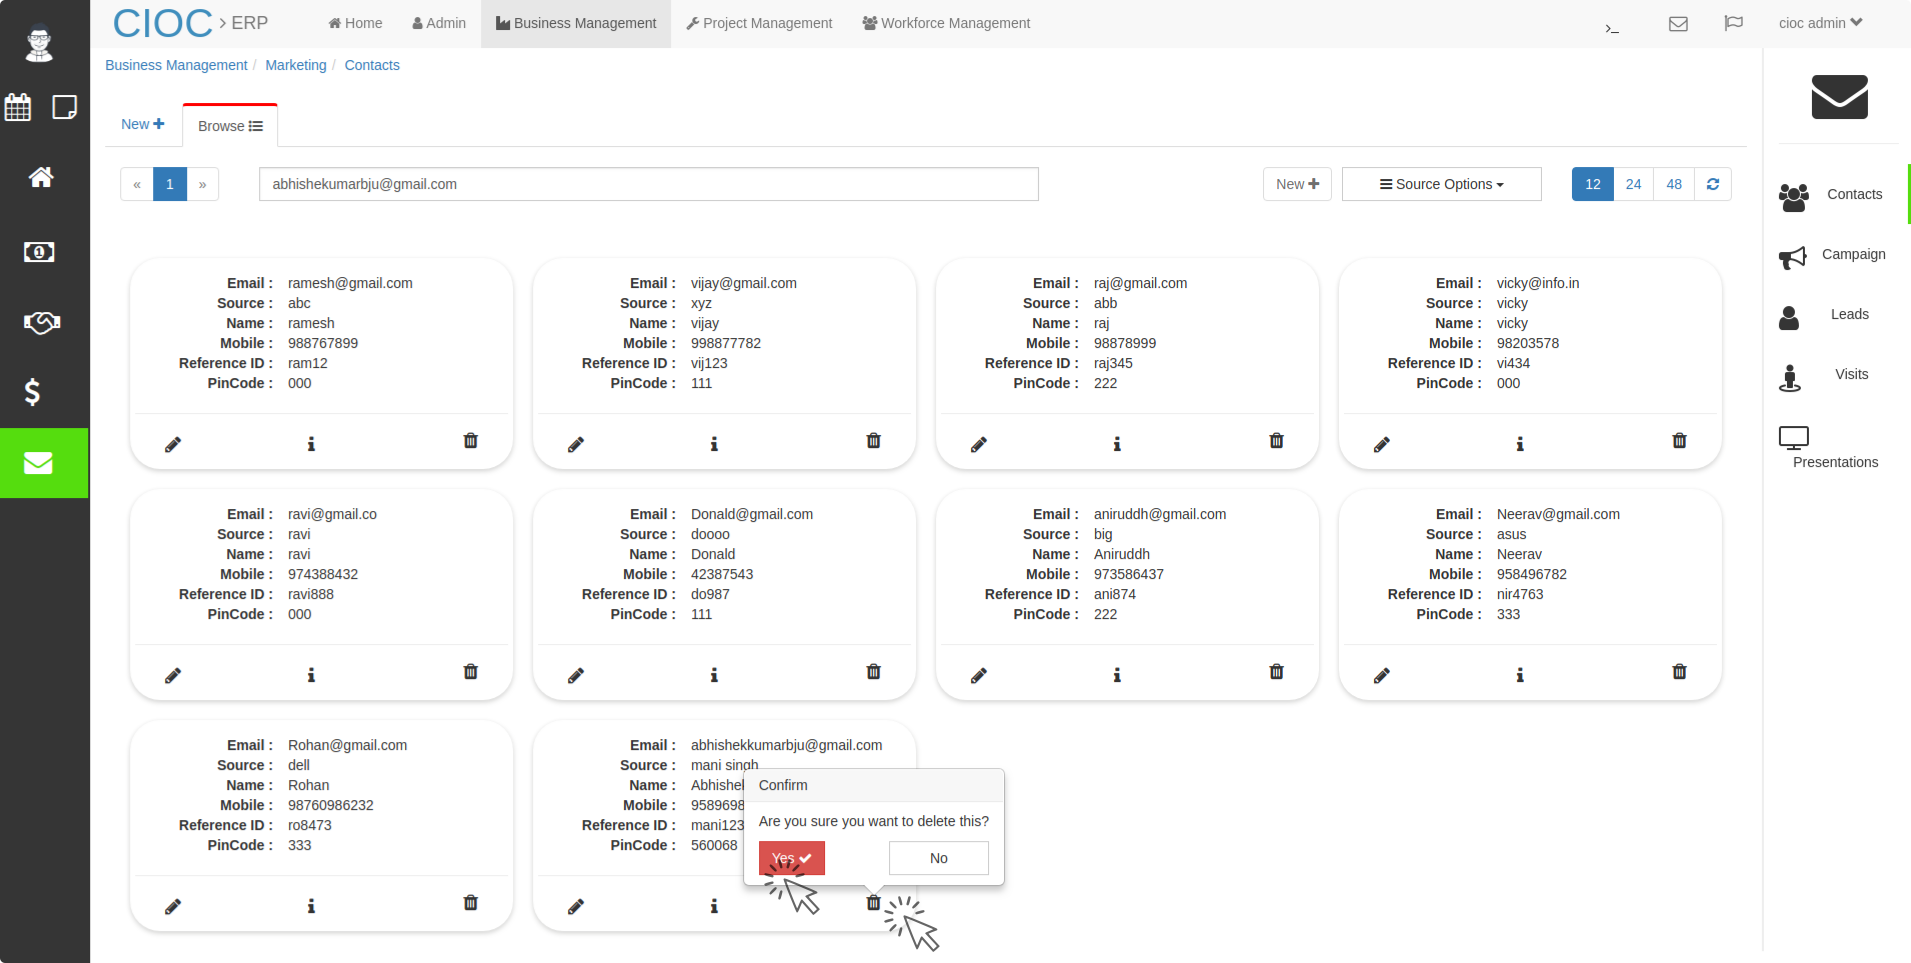 CIOC > ERP Home Admin Business Management Project Management Workforce Management >_ cioc admin
Business Management / Marketing / Contacts
New Browse
« 1 » abhishekumarbju@gmail.com New Source Options 12 24 48
Contacts
Campaign
Leads
Visits
Presentations
Email : ramesh@gmail.com
Source : abc
Name : ramesh
Mobile : 988767899
Reference ID : ram12
PinCode : 000
Email : vijay@gmail.com
Source : xyz
Name : vijay
Mobile : 998877782
Reference ID : vij123
PinCode : 111
Email : raj@gmail.com
Source : abb
Name : raj
Mobile : 98878999
Reference ID : raj345
PinCode : 222
Email : vicky@info.in
Source : vicky
Name : vicky
Mobile : 98203578
Reference ID : vi434
PinCode : 000
Email : ravi@gmail.co
Source : ravi
Name : ravi
Mobile : 974388432
Reference ID : ravi888
PinCode : 000
Email : Donald@gmail.com
Source : doooo
Name : Donald
Mobile : 42387543
Reference ID : do987
PinCode : 111
Email : aniruddh@gmail.com
Source : big
Name : Aniruddh
Mobile : 973586437
Reference ID : ani874
PinCode : 222
Email : Neerav@gmail.com
Source : asus
Name : Neerav
Mobile : 958496782
Reference ID : nir4763
PinCode : 333
Email : Rohan@gmail.com
Source : dell
Name : Rohan
Mobile : 98760986232
Reference ID : ro8473
PinCode : 333
Email : abhishekkumarbju@gmail.com
Source : mani singh
Name :
Mobile :
Reference ID : mani123
PinCode : 560068
Confirm
Are you sure you want to delete this?
Yes No